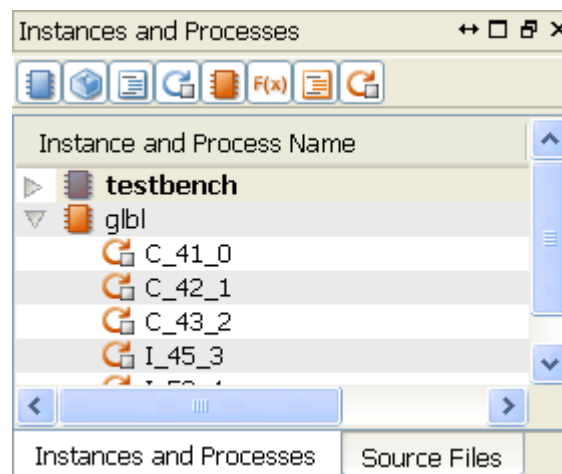 Instances and Processes
F(x)
Instance and Process Name
testbench
glbl
C_41_0
C_42_1
C_43_2
I_45_3
Instances and Processes Source Files